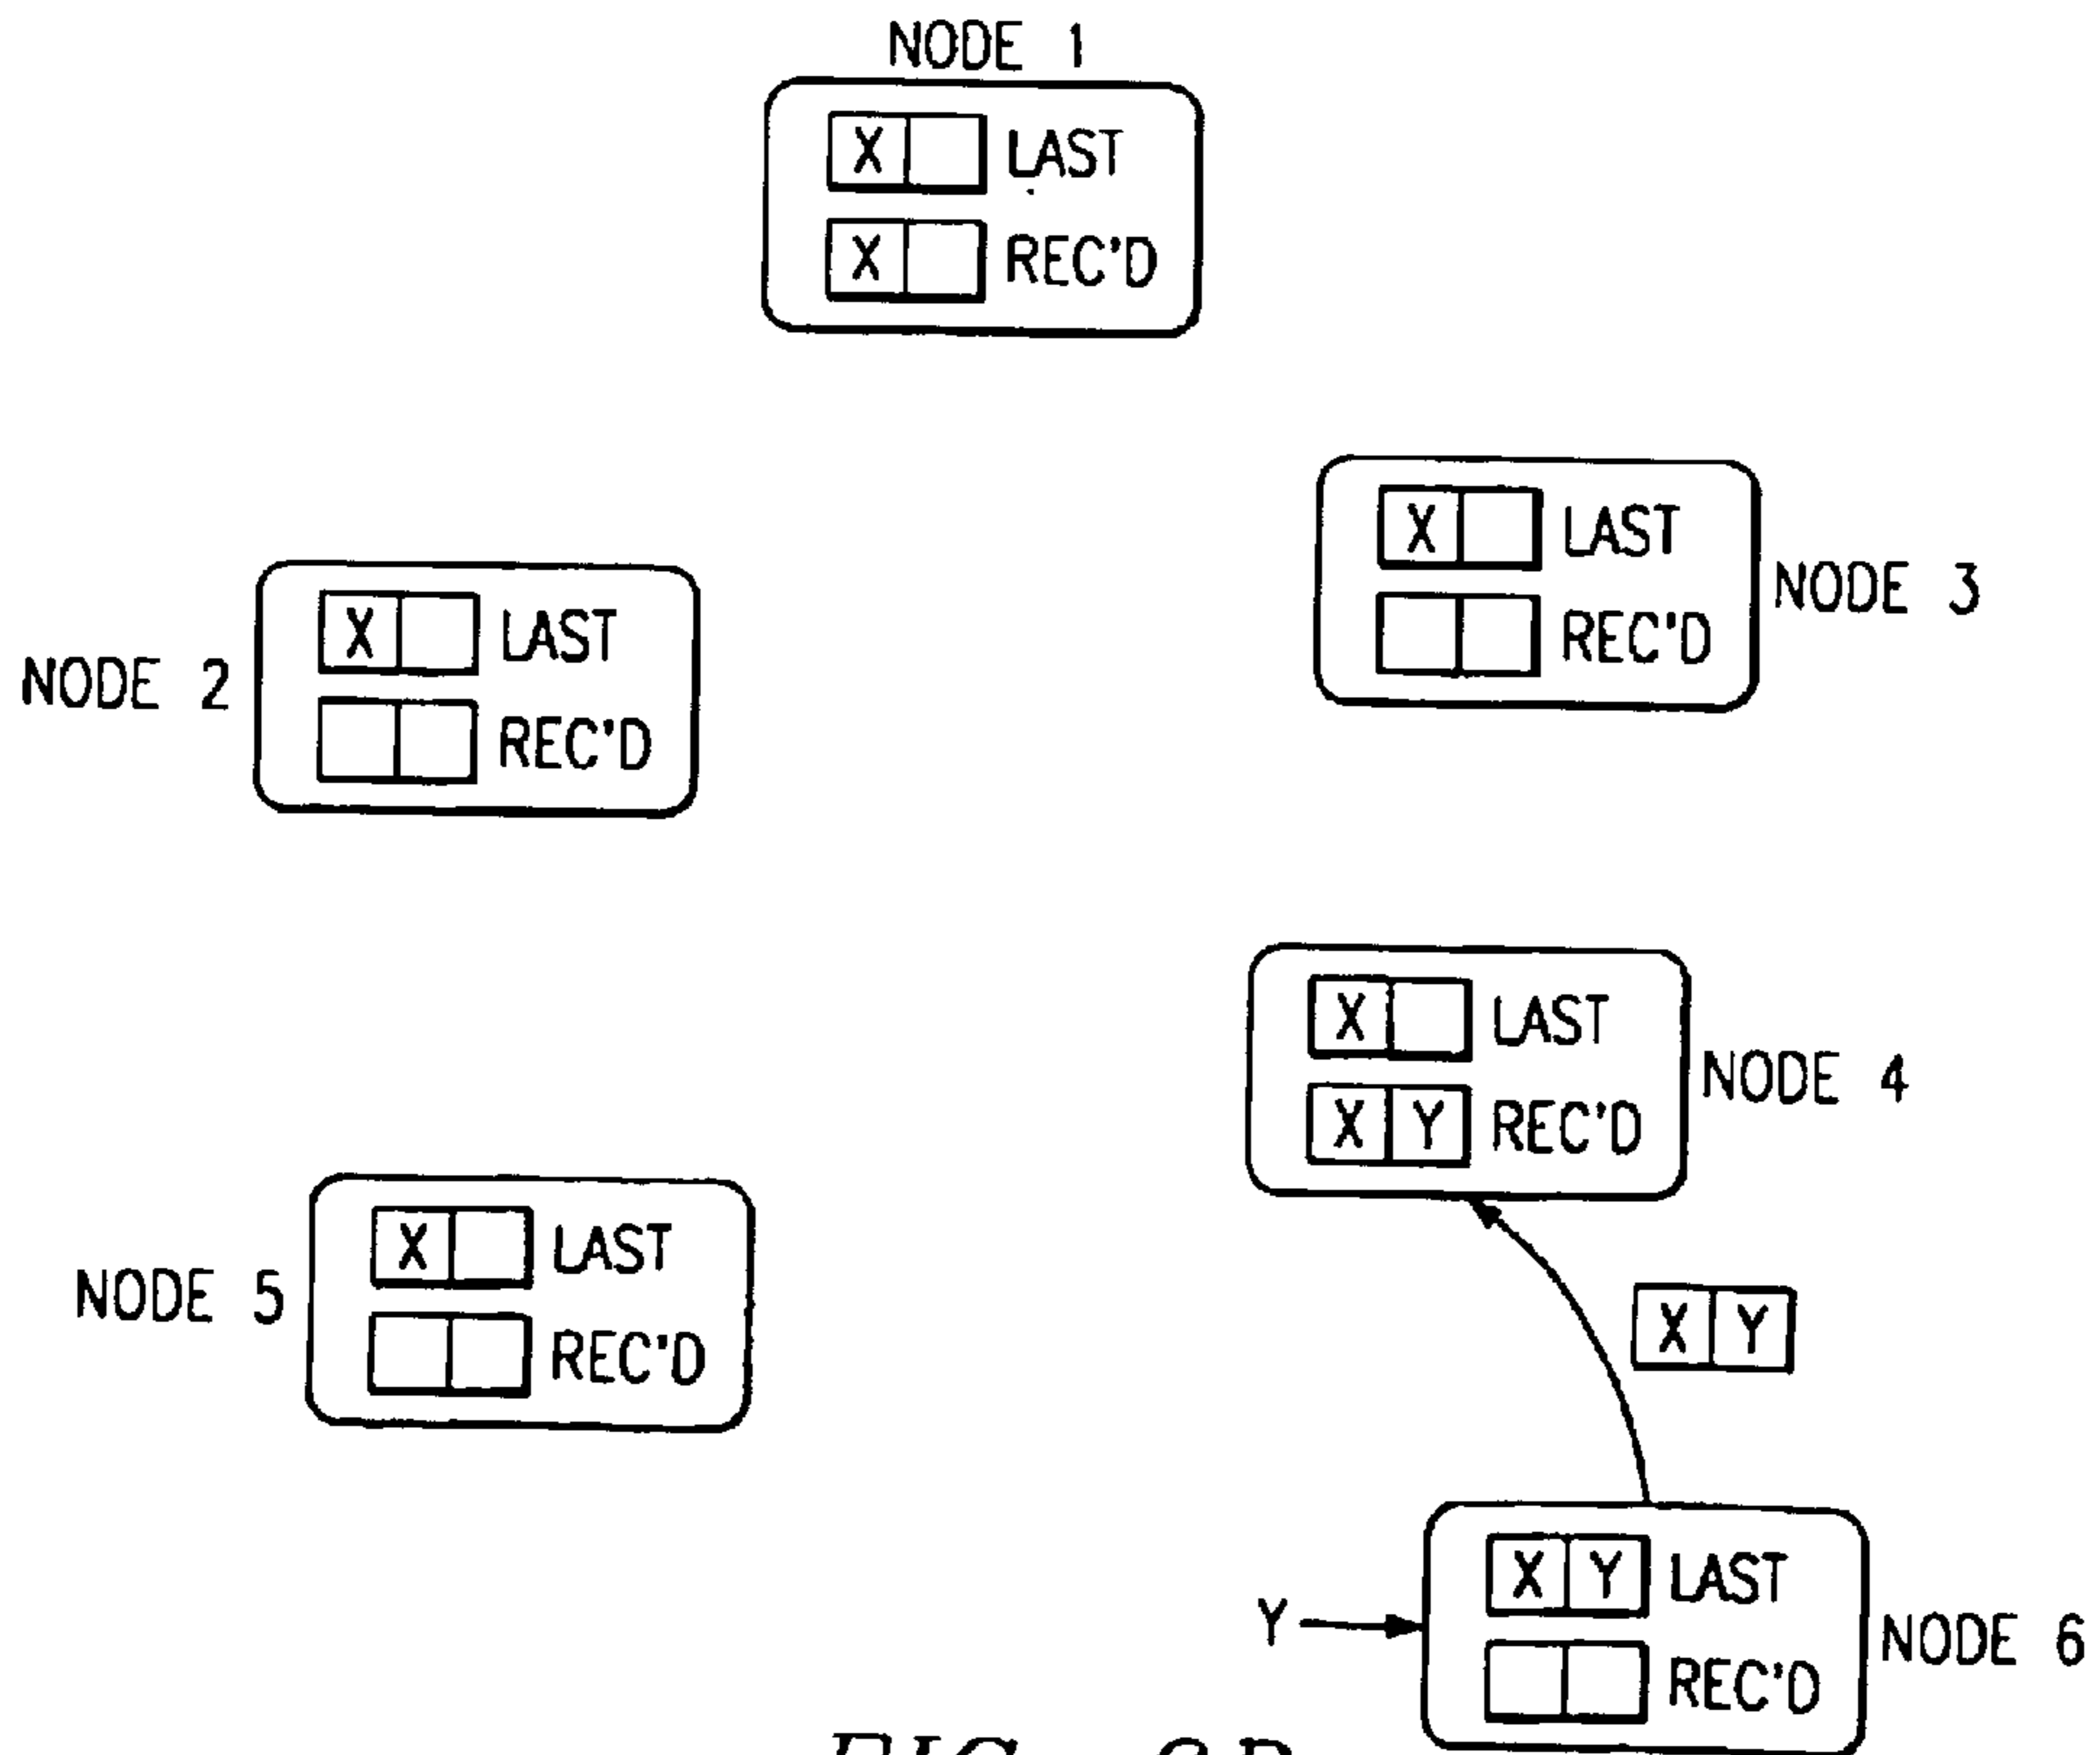 NODE 1
X LAST
X REC'D
X LAST
REC'D
NODE 3
NODE 2
X LAST
REC'D
X LAST
X Y REC'D
NODE 4
NODE 5
X LAST
REC'D
X Y
Y
X Y LAST
REC'D
NODE 6